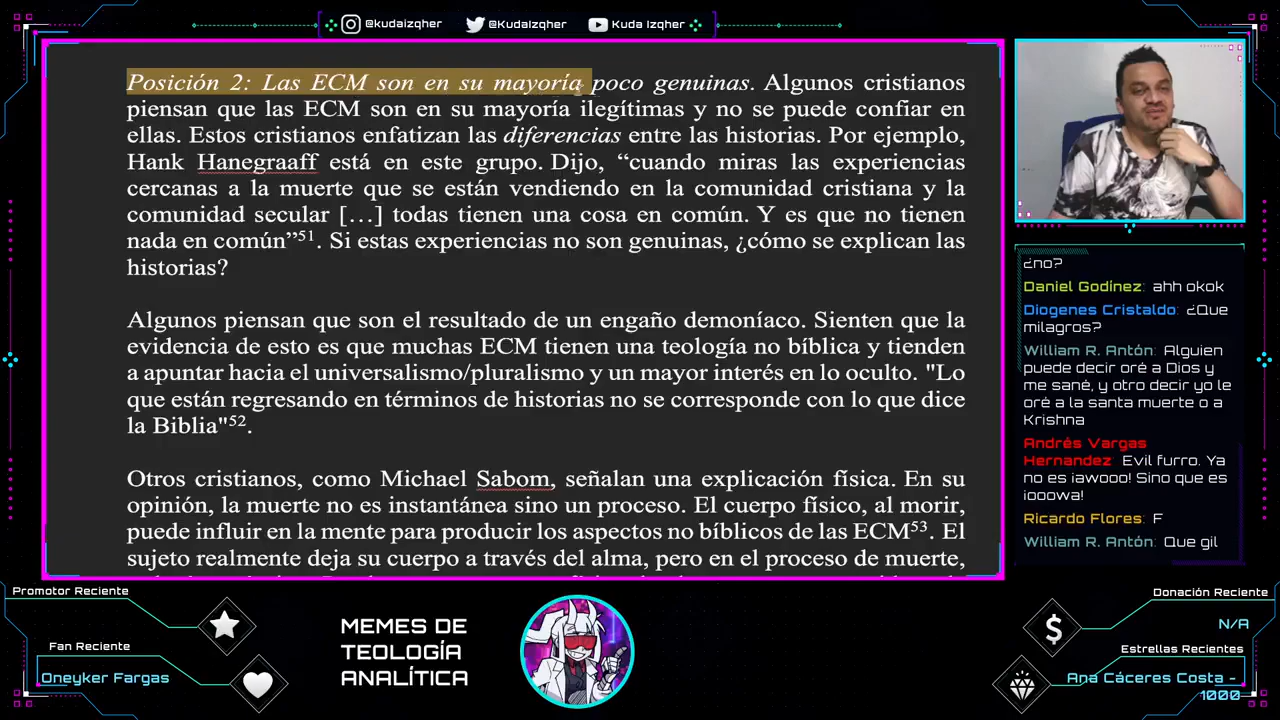 @kudaizqher
@KudaIzqher
Kuda Izqher
Posición 2: Las ECM son en su mayoría poco genuinas. Algunos cristianos
piensan que las ECM son en su mayoría ilegítimas y no se puede confiar en
ellas. Estos cristianos enfatizan las diferencias entre las historias. Por ejemplo,
Hank Hanegraaff está en este grupo. Dijo, “cuando miras las experiencias
cercanas a la muerte que se están vendiendo en la comunidad cristiana y la
comunidad secular […] todas tienen una cosa en común. Y es que no tienen
nada en común”51. Si estas experiencias no son genuinas, ¿cómo se explican las
historias?
Algunos piensan que son el resultado de un engaño demoníaco. Sienten que la
evidencia de esto es que muchas ECM tienen una teología no bíblica y tienden
a apuntar hacia el universalismo/pluralismo y un mayor interés en lo oculto. "Lo
que están regresando en términos de historias no se corresponde con lo que dice
la Biblia"52.
Otros cristianos, como Michael Sabom, señalan una explicación física. En su
opinión, la muerte no es instantánea sino un proceso. El cuerpo físico, al morir,
puede influir en la mente para producir los aspectos no bíblicos de las ECM53. El
sujeto realmente deja su cuerpo a través del alma, pero en el proceso de muerte,
¿no?
Daniel Godínez: ahh okok
Diogenes Cristaldo: ¿Que
milagros?
William R. Antón: Alguien
puede decir oré a Dios y
me sané, y otro decir yo le
oré a la santa muerte o a
Krishna
Andrés Vargas
Hernandez: Evil furro. Ya
no es ¡awooo! Sino que es
¡ooowa!
Ricardo Flores: F
William R. Antón: Que gil
Promotor Reciente
Fan Reciente
Oneyker Fargas
MEMES DE
TEOLOGÍA
ANALÍTICA
Donación Reciente
N/A
Estrellas Recientes
Ana Cáceres Costa -
1000